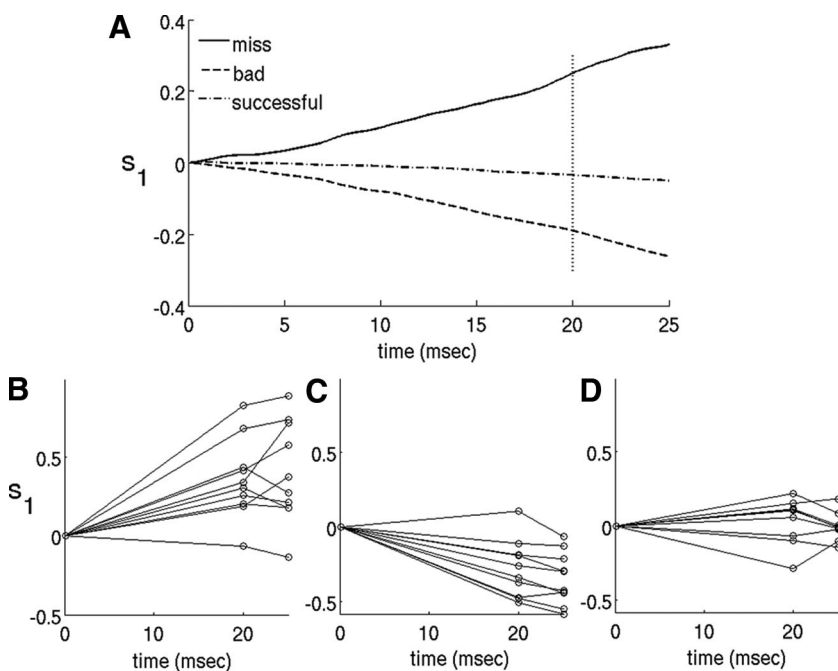 A
0.4
miss
bad
successful
0.2
S1
0
-0.2
-0.4
0 5 10 15 20 25
time (msec)
B C D
0.5 0.5 0.5
S1
0 0 0
-0.5 -0.5 -0.5
0 10 20 0 10 20 0 10 20
time (msec) time (msec) time (msec)